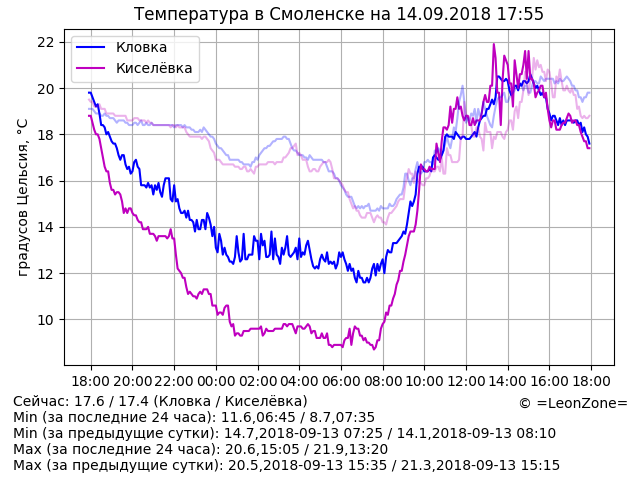 Температура в Смоленске на 14.09.2018 17:55
градусов Цельсия, °C
22
20
18
16
14
12
10
Кловка
Киселёвка
18:00 20:00 22:00 00:00 02:00 04:00 06:00 08:00 10:00 12:00 14:00 16:00 18:00
Сейчас: 17.6 / 17.4 (Кловка / Киселёвка)
© =LeonZone=
Min (за последние 24 часа): 11.6,06:45 / 8.7,07:35
Min (за предыдущие сутки): 14.7,2018-09-13 07:25 / 14.1,2018-09-13 08:10
Max (за последние 24 часа): 20.6,15:05 / 21.9,13:20
Max (за предыдущие сутки): 20.5,2018-09-13 15:35 / 21.3,2018-09-13 15:15